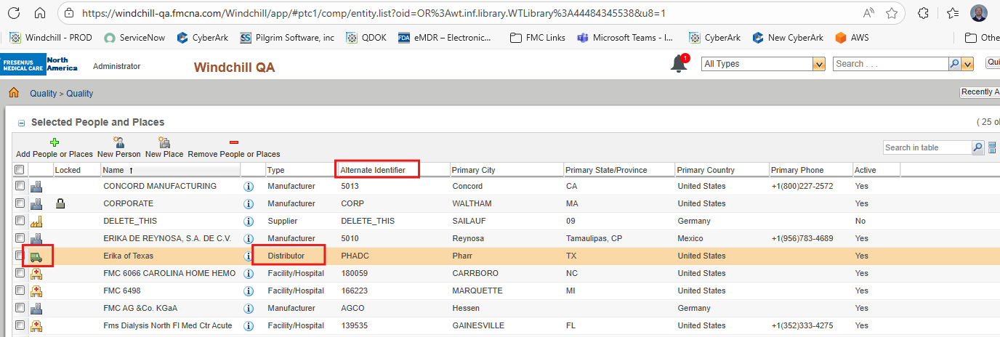 https://windchill-qa.fmcna.com/Windchill/app/#ptc1/comp/entity.list?oid=OR%3Awt.inf.library.WTLibrary%3A44484345538&u8=1
Windchill - PROD ServiceNow CyberArk Pilgrim Software, inc QDOK eMDR – Electronic... FMC Links Microsoft Teams - I... CyberArk New CyberArk AWS Othe
FRESENIUS MEDICAL CARE North America Administrator Windchill QA 1 All Types Search . . . Qui
Quality > Quality Recently A
Selected People and Places ( 25 o
Add People or Places New Person New Place Remove People or Places Search in table
Locked Name ↑ Type Alternate Identifier Primary City Primary State/Province Primary Country Primary Phone Active
CONCORD MANUFACTURING Manufacturer 5013 Concord CA United States +1(800)227-2572 Yes
CORPORATE Manufacturer CORP WALTHAM MA United States Yes
DELETE_THIS Supplier DELETE_THIS SAILAUF 09 Germany No
ERIKA DE REYNOSA, S.A. DE C.V. Manufacturer 5010 Reynosa Tamaulipas, CP Mexico +1(956)783-4689 Yes
Erika of Texas Distributor PHADC Pharr TX United States Yes
FMC 6066 CAROLINA HOME HEMO Facility/Hospital 180059 CARRBORO NC United States Yes
FMC 6498 Facility/Hospital 166223 MARQUETTE MI United States Yes
FMC AG &Co. KGaA Manufacturer AGCO Hessen Germany Yes
Fms Dialysis North Fl Med Ctr Acute Facility/Hospital 139535 GAINESVILLE FL United States +1(352)333-4275 Yes